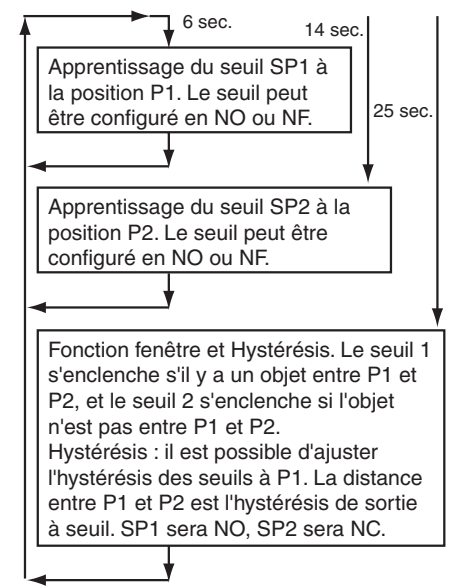 6 sec.
14 sec.
Apprentissage du seuil SP1 à
la position P1. Le seuil peut
être configuré en NO ou NF.
25 sec.
Apprentissage du seuil SP2 à la
position P2. Le seuil peut être
configuré en NO ou NF.
Fonction fenêtre et Hystérésis. Le seuil 1
s'enclenche s'il y a un objet entre P1 et
P2, et le seuil 2 s'enclenche si l'objet
n'est pas entre P1 et P2.
Hystérésis : il est possible d'ajuster
l'hystérésis des seuils à P1. La distance
entre P1 et P2 est l'hystérésis de sortie
à seuil. SP1 sera NO, SP2 sera NC.